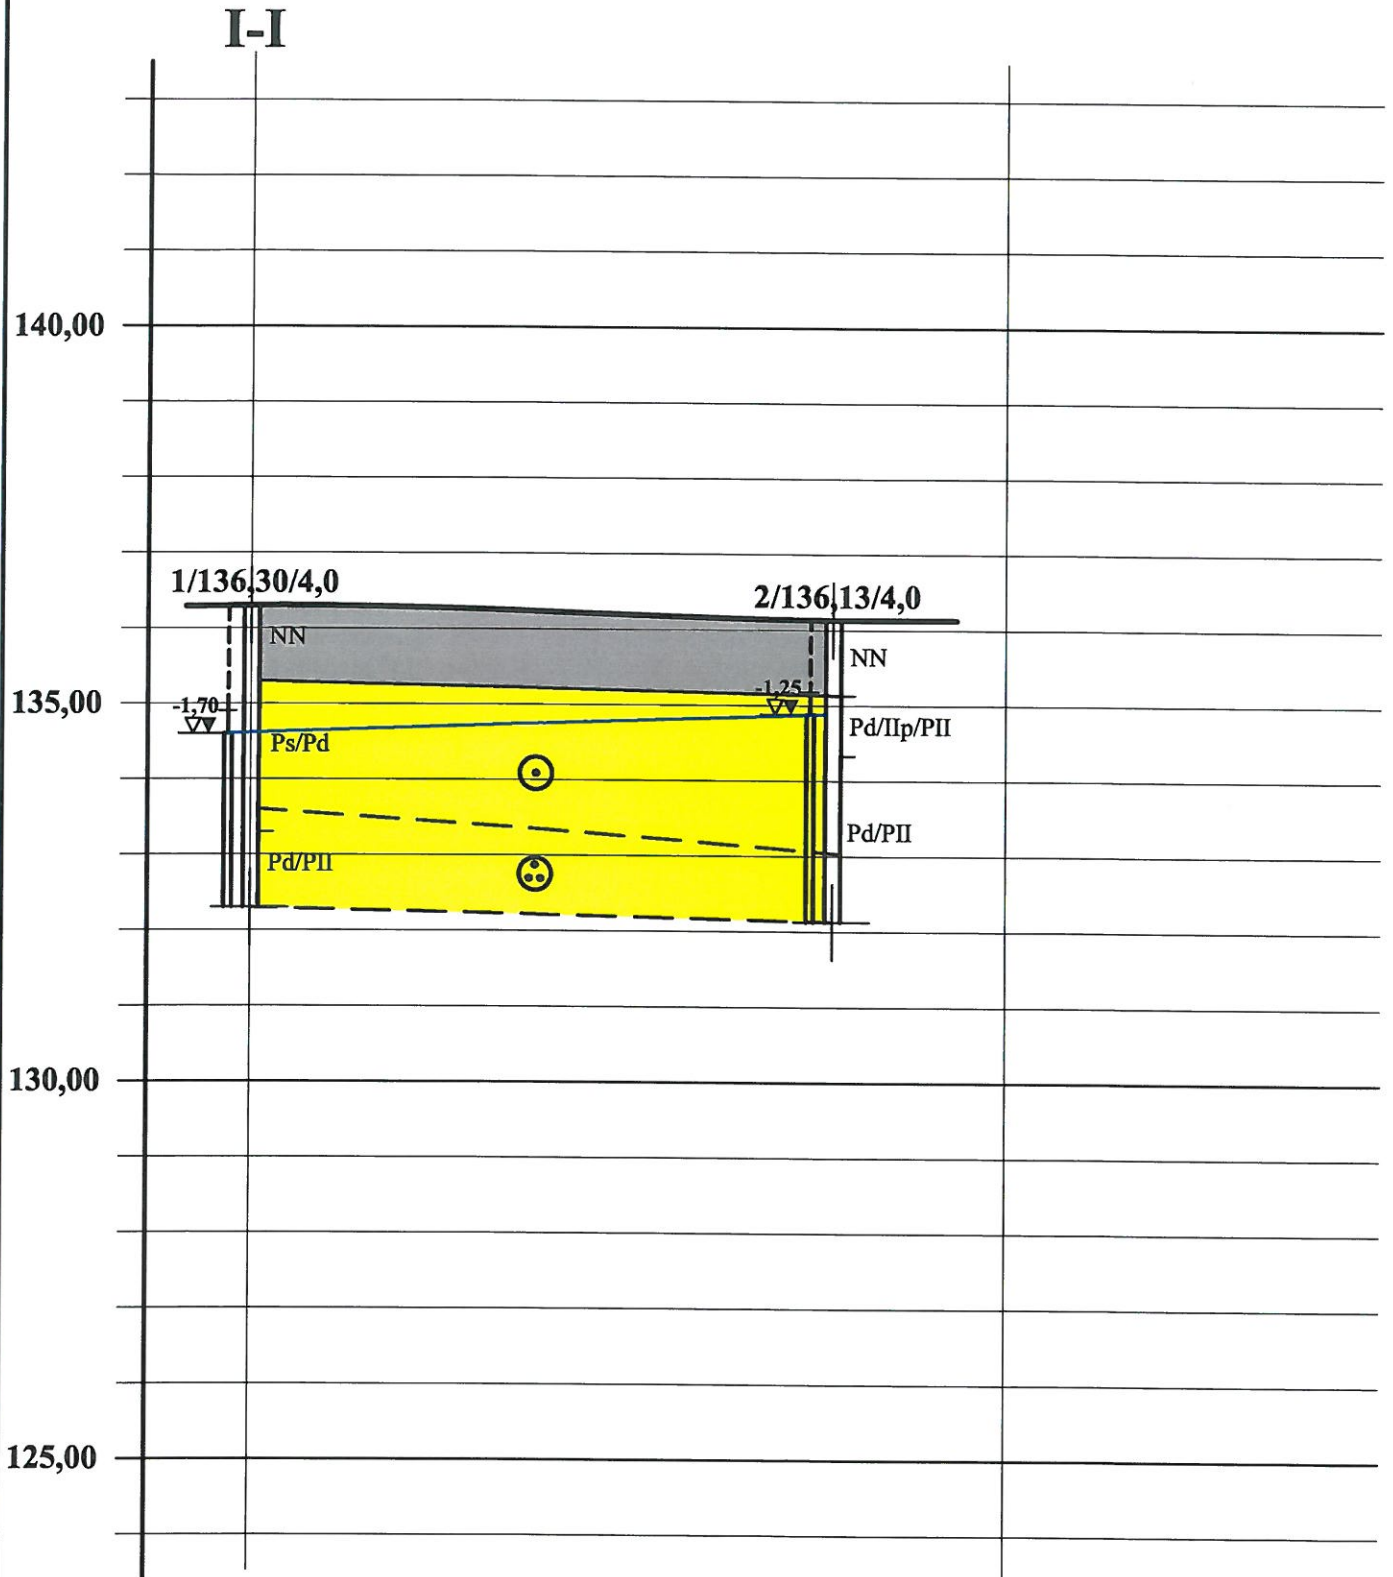 I-I
140,00
1/136,30/4,0
2/136,13/4,0
NN
NN
135,00
-1,70
-1,25
Ps/Pd
Pd/IIp/PII
Pd/PII
Pd/PII
130,00
125,00